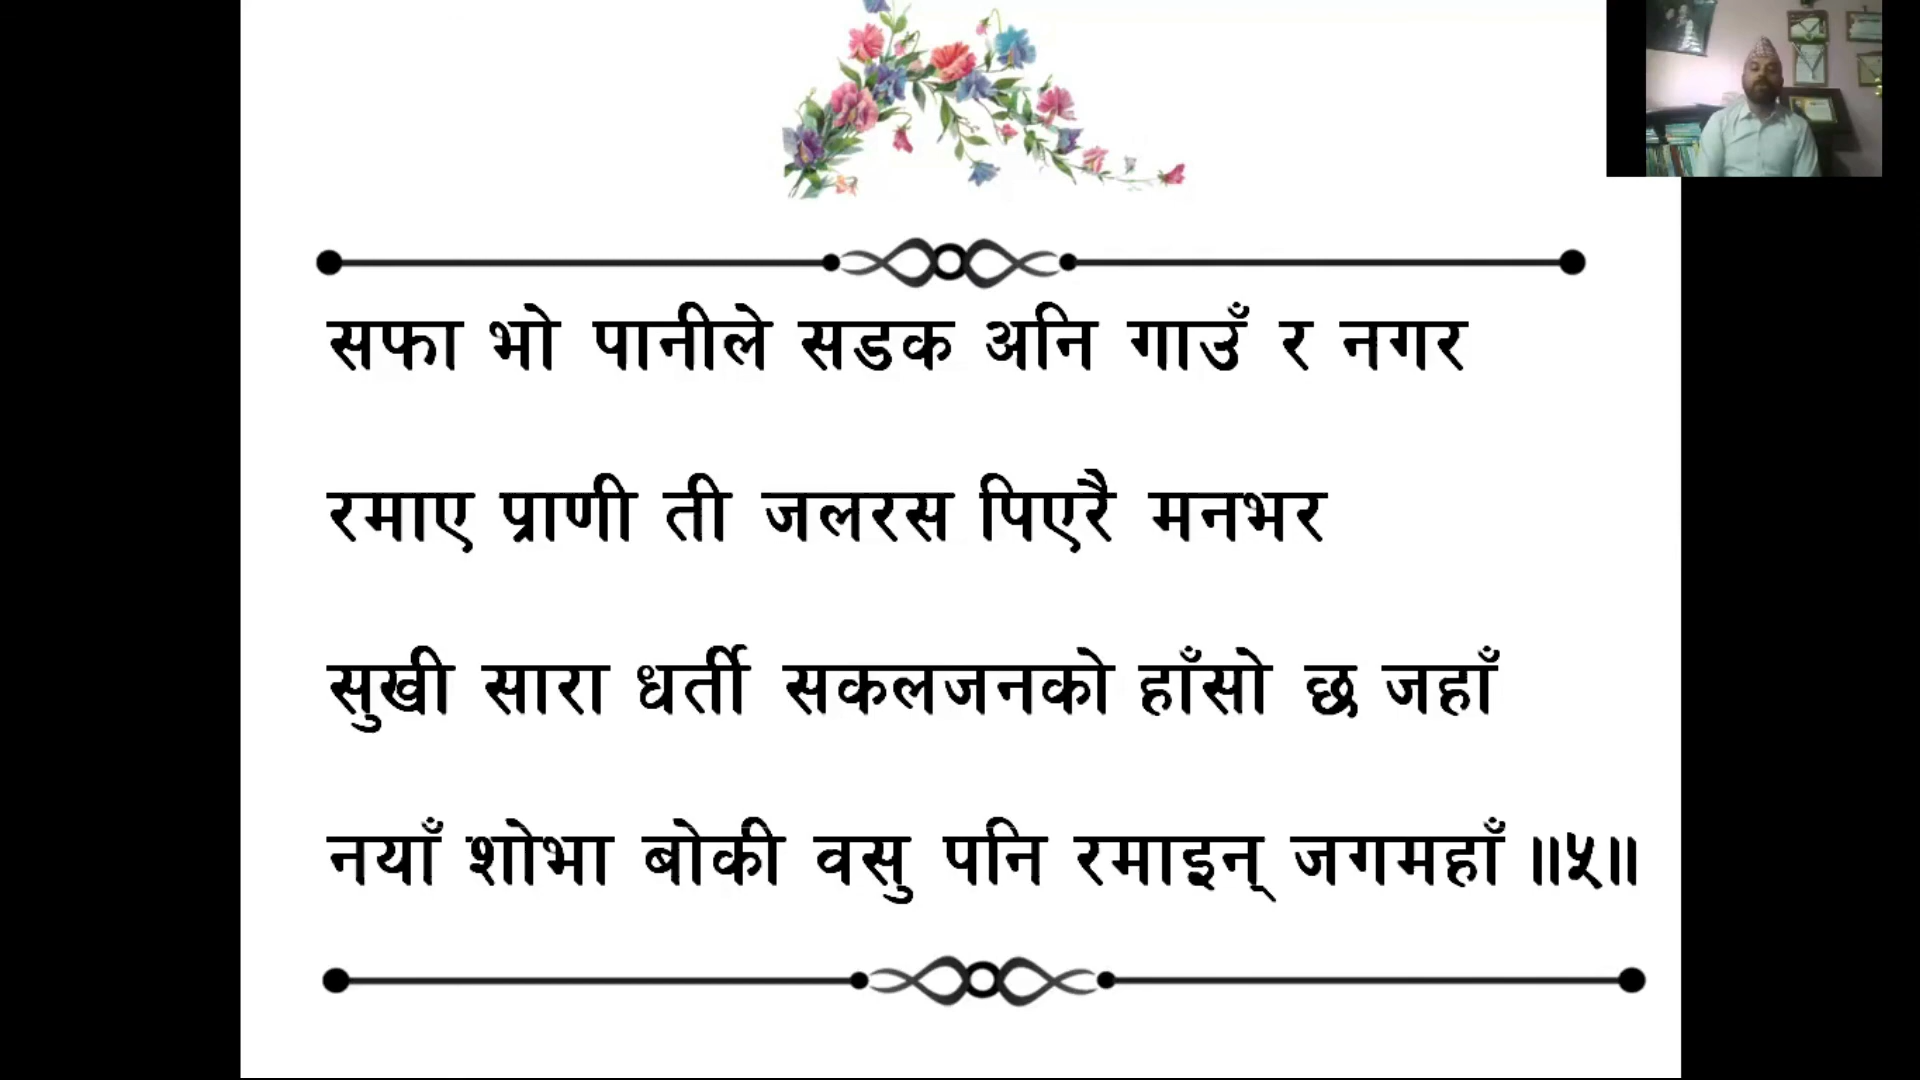 सफा भो पानीले सडक अनि गाउँ र नगर
रमाए प्राणी ती जलरस पिएरै मनभर
सुखी सारा धर्ती सकलजनको हाँसो छ जहाँ
नयाँ शोभा बोकी वसु पनि रमाइन् जगमहाँ ॥५॥